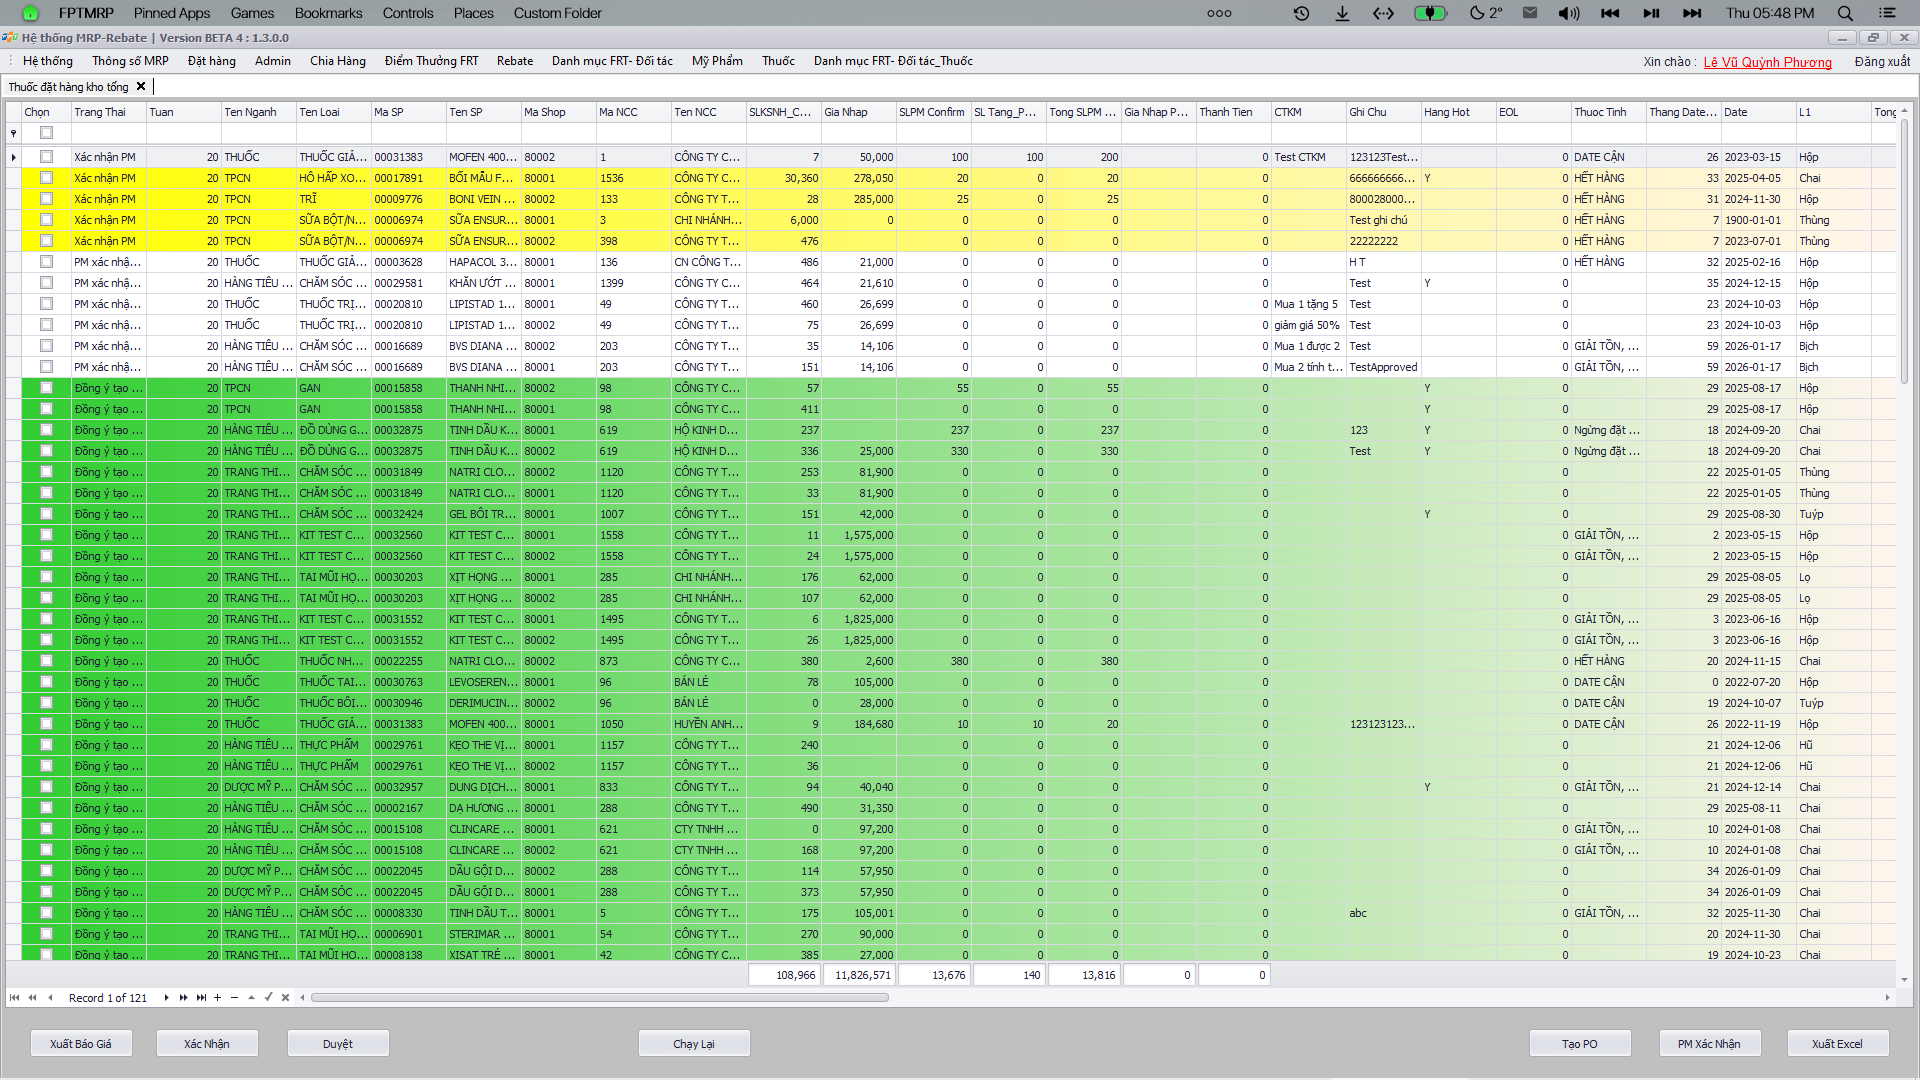 FPTMRP Pinned Apps Games Bookmarks Controls Places Custom Folder 2° Thu 05:48 PM
Hệ thống MRP-Rebate | Version BETA 4 : 1.3.0.0
Hệ thống Thông số MRP Đặt hàng Admin Chia Hàng Điểm Thưởng FRT Rebate Danh mục FRT- Đối tác Mỹ Phẩm Thuốc Danh mục FRT- Đối tác_Thuốc Xin chào : Lê Vũ Quỳnh Phương Đăng xuất
Thuốc đặt hàng kho tổng
Chọn Trang Thai Tuan Ten Nganh Ten Loai Ma SP Ten SP Ma Shop Ma NCC Ten NCC SLKSNH_C... Gia Nhap SLPM Confirm SL Tang_P... Tong SLPM ... Gia Nhap P... Thanh Tien CTKM Ghi Chu Hang Hot EOL Thuoc Tinh Thang Date... Date L1 Tong
Xác nhận PM 20 THUỐC THUỐC GIẢ... 00031383 MOFEN 400... 80002 1 CÔNG TY C... 7 50,000 100 100 200 0 Test CTKM 123123Test... 0 DATE CẬN 26 2023-03-15 Hộp
Xác nhận PM 20 TPCN HÔ HẤP XO... 00017891 BỔI MẪU F... 80001 1536 CÔNG TY C... 30,360 278,050 20 0 20 0 666666666... Y 0 HẾT HÀNG 33 2025-04-05 Chai
Xác nhận PM 20 TPCN TRĨ 00009776 BONI VEIN ... 80002 133 CÔNG TY C... 28 285,000 25 0 25 0 800028000... 0 HẾT HÀNG 31 2024-11-30 Hộp
Xác nhận PM 20 TPCN SỮA BỘT/N... 00006974 SỮA ENSUR... 80001 3 CHI NHÁNH... 6,000 0 0 0 0 0 Test ghi chú 0 HẾT HÀNG 7 1900-01-01 Thùng
Xác nhận PM 20 TPCN SỮA BỘT/N... 00006974 SỮA ENSUR... 80002 398 CÔNG TY T... 476 0 0 0 0 22222222 0 HẾT HÀNG 7 2023-07-01 Thùng
PM xác nhậ... 20 THUỐC THUỐC GIẢ... 00003628 HAPACOL 3... 80001 136 CN CÔNG T... 486 21,000 0 0 0 0 H T 0 HẾT HÀNG 32 2025-02-16 Hộp
PM xác nhậ... 20 HÀNG TIÊU ... CHĂM SÓC ... 00029581 KHĂN ƯỚT ... 80001 1399 CÔNG TY C... 464 21,610 0 0 0 0 Test Y 0 35 2024-12-15 Hộp
PM xác nhậ... 20 THUỐC THUỐC TRỊ... 00020810 LIPISTAD 1... 80001 49 CÔNG TY T... 460 26,699 0 0 0 0 Mua 1 tặng 5 Test 0 23 2024-10-03 Hộp
PM xác nhậ... 20 THUỐC THUỐC TRỊ... 00020810 LIPISTAD 1... 80002 49 CÔNG TY T... 75 26,699 0 0 0 0 giảm giá 50% Test 0 23 2024-10-03 Hộp
PM xác nhậ... 20 HÀNG TIÊU ... CHĂM SÓC ... 00016689 BVS DIANA ... 80002 203 CÔNG TY T... 35 14,106 0 0 0 0 Mua 1 được 2 Test 0 GIẢI TỒN, ... 59 2026-01-17 Bịch
PM xác nhậ... 20 HÀNG TIÊU ... CHĂM SÓC ... 00016689 BVS DIANA ... 80001 203 CÔNG TY T... 151 14,106 0 0 0 0 Mua 2 tính t... TestApproved 0 GIẢI TỒN, ... 59 2026-01-17 Bịch
Đồng ý tạo ... 20 TPCN GAN 00015858 THANH NHI... 80002 98 CÔNG TY C... 57 55 0 55 0 Y 0 29 2025-08-17 Hộp
Đồng ý tạo ... 20 TPCN GAN 00015858 THANH NHI... 80001 98 CÔNG TY C... 411 0 0 0 0 Y 0 29 2025-08-17 Hộp
Đồng ý tạo ... 20 HÀNG TIÊU ... ĐỒ DÙNG G... 00032875 TINH DẦU K... 80001 619 HỘ KINH D... 237 237 0 237 0 123 Y 0 Ngừng đặt ... 18 2024-09-20 Chai
Đồng ý tạo ... 20 HÀNG TIÊU ... ĐỒ DÙNG G... 00032875 TINH DẦU K... 80002 619 HỘ KINH D... 336 25,000 330 0 330 0 Test Y 0 Ngừng đặt ... 18 2024-09-20 Chai
Đồng ý tạo ... 20 TRANG THI... CHĂM SÓC ... 00031849 NATRI CLO... 80002 1120 CÔNG TY T... 253 81,900 0 0 0 0 0 22 2025-01-05 Thùng
Đồng ý tạo ... 20 TRANG THI... CHĂM SÓC ... 00031849 NATRI CLO... 80001 1120 CÔNG TY T... 33 81,900 0 0 0 0 0 22 2025-01-05 Thùng
Đồng ý tạo ... 20 TRANG THI... CHĂM SÓC ... 00032424 GEL BÔI TR... 80001 1007 CÔNG TY T... 151 42,000 0 0 0 0 Y 0 29 2025-08-30 Tuýp
Đồng ý tạo ... 20 TRANG THI... KIT TEST C... 00032560 KIT TEST C... 80001 1558 CÔNG TY T... 11 1,575,000 0 0 0 0 0 GIẢI TỒN, ... 2 2023-05-15 Hộp
Đồng ý tạo ... 20 TRANG THI... KIT TEST C... 00032560 KIT TEST C... 80002 1558 CÔNG TY T... 24 1,575,000 0 0 0 0 0 GIẢI TỒN, ... 2 2023-05-15 Hộp
Đồng ý tạo ... 20 TRANG THI... TAI MŨI HỌ... 00030203 XỊT HỌNG ... 80001 285 CHI NHÁNH... 176 62,000 0 0 0 0 0 29 2025-08-05 Lọ
Đồng ý tạo ... 20 TRANG THI... TAI MŨI HỌ... 00030203 XỊT HỌNG ... 80002 285 CHI NHÁNH... 107 62,000 0 0 0 0 0 29 2025-08-05 Lọ
Đồng ý tạo ... 20 TRANG THI... KIT TEST C... 00031552 KIT TEST C... 80001 1495 CÔNG TY T... 6 1,825,000 0 0 0 0 0 GIẢI TỒN, ... 3 2023-06-16 Hộp
Đồng ý tạo ... 20 TRANG THI... KIT TEST C... 00031552 KIT TEST C... 80002 1495 CÔNG TY T... 26 1,825,000 0 0 0 0 0 GIẢI TỒN, ... 3 2023-06-16 Hộp
Đồng ý tạo ... 20 THUỐC THUỐC NH... 00022255 NATRI CLO... 80002 873 CÔNG TY C... 380 2,600 380 0 380 0 0 HẾT HÀNG 20 2024-11-15 Chai
Đồng ý tạo ... 20 THUỐC THUỐC TAI... 00030763 LEVOSEREN... 80001 96 BÁN LẺ 78 105,000 0 0 0 0 0 DATE CẬN 0 2022-07-20 Hộp
Đồng ý tạo ... 20 THUỐC THUỐC BÔI... 00030946 DERIMUCIN... 80002 96 BÁN LẺ 0 28,000 0 0 0 0 0 DATE CẬN 19 2024-10-07 Tuýp
Đồng ý tạo ... 20 THUỐC THUỐC GIẢ... 00031383 MOFEN 400... 80001 1050 HUYỀN ANH... 9 184,680 10 10 20 0 123123123... 0 DATE CẬN 26 2022-11-19 Hộp
Đồng ý tạo ... 20 HÀNG TIÊU ... THỰC PHẨM 00029761 KẸO THE VỊ... 80001 1157 CÔNG TY T... 240 0 0 0 0 0 21 2024-12-06 Hũ
Đồng ý tạo ... 20 HÀNG TIÊU ... THỰC PHẨM 00029761 KẸO THE VỊ... 80002 1157 CÔNG TY T... 36 0 0 0 0 0 21 2024-12-06 Hũ
Đồng ý tạo ... 20 DƯỢC MỸ P... CHĂM SÓC ... 00032957 DUNG DỊCH... 80001 833 CÔNG TY T... 94 40,040 0 0 0 0 Y 0 GIẢI TỒN, ... 21 2024-12-14 Chai
Đồng ý tạo ... 20 HÀNG TIÊU ... CHĂM SÓC ... 00002167 DẠ HƯƠNG ... 80001 288 CÔNG TY T... 490 31,350 0 0 0 0 0 29 2025-08-11 Chai
Đồng ý tạo ... 20 HÀNG TIÊU ... CHĂM SÓC ... 00015108 CLINCARE ... 80001 621 CTY TNHH ... 0 97,200 0 0 0 0 0 GIẢI TỒN, ... 10 2024-01-08 Chai
Đồng ý tạo ... 20 HÀNG TIÊU ... CHĂM SÓC ... 00015108 CLINCARE ... 80002 621 CTY TNHH ... 168 97,200 0 0 0 0 0 GIẢI TỒN, ... 10 2024-01-08 Chai
Đồng ý tạo ... 20 DƯỢC MỸ P... CHĂM SÓC ... 00022045 DẦU GỘI D... 80002 288 CÔNG TY T... 114 57,950 0 0 0 0 0 34 2026-01-09 Chai
Đồng ý tạo ... 20 DƯỢC MỸ P... CHĂM SÓC ... 00022045 DẦU GỘI D... 80001 288 CÔNG TY T... 373 57,950 0 0 0 0 0 34 2026-01-09 Chai
Đồng ý tạo ... 20 HÀNG TIÊU ... CHĂM SÓC ... 00008330 TINH DẦU T... 80001 5 CÔNG TY T... 175 105,001 0 0 0 0 abc 0 GIẢI TỒN, ... 32 2025-11-30 Chai
Đồng ý tạo ... 20 TRANG THI... TAI MŨI HỌ... 00006901 STERIMAR ... 80001 54 CÔNG TY T... 270 90,000 0 0 0 0 0 20 2024-11-30 Chai
Đồng ý tạo ... 20 TRANG THI... TAI MŨI HỌ... 00008138 XISAT TRẺ ... 80001 42 CÔNG TY C... 385 27,000 0 0 0 0 0 19 2024-10-23 Chai
108,966 11,826,571 13,676 140 13,816 0 0
Record 1 of 121
Xuất Báo Giá Xác Nhận Duyệt Chạy Lại Tạo PO PM Xác Nhận Xuất Excel